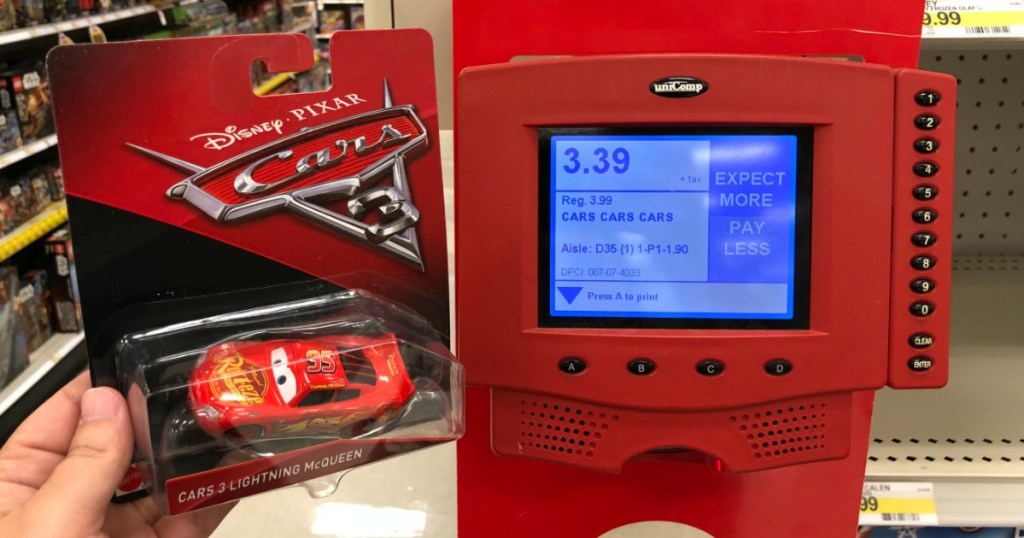 Disney · PIXAR
Cars
3
95
CARS 3 LIGHTNING McQUEEN
uniComp
3.39
+ tax
Reg. 3.99
CARS CARS CARS
Aisle: D35 (1) 1-P1-1.90
DPCI: 087-07-4033
Press A to print
EXPECT
MORE
PAY
LESS
1
2
3
4
5
6
7
8
9
0
CLEAR
ENTER
A
B
C
D
9.99
99